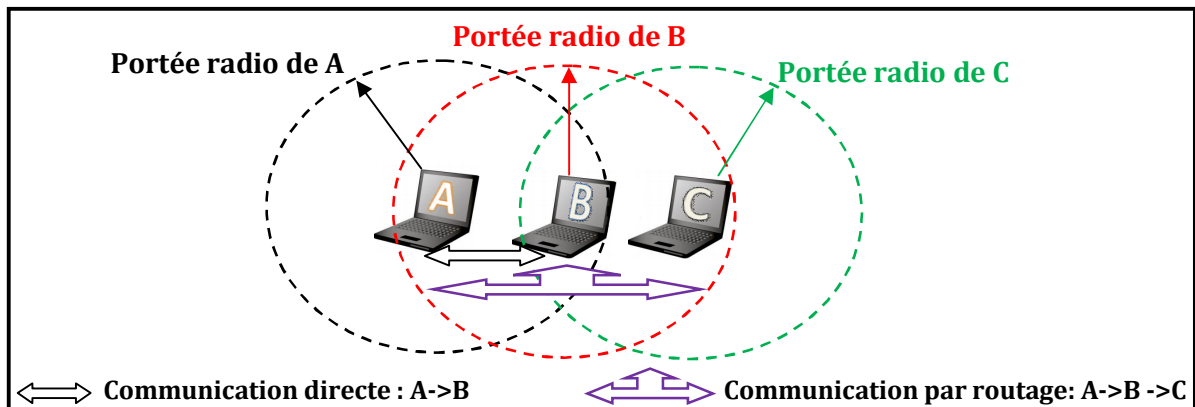 Portée radio de B
Portée radio de A
Portée radio de C
A
B
C
Communication directe : A->B
Communication par routage: A->B ->C